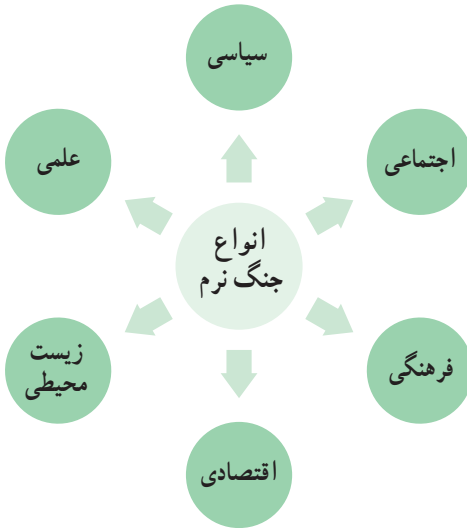 سیاسی
اجتماعی
علمی
انواع
جنگ نرم
فرهنگی
زیست
محیطی
اقتصادی